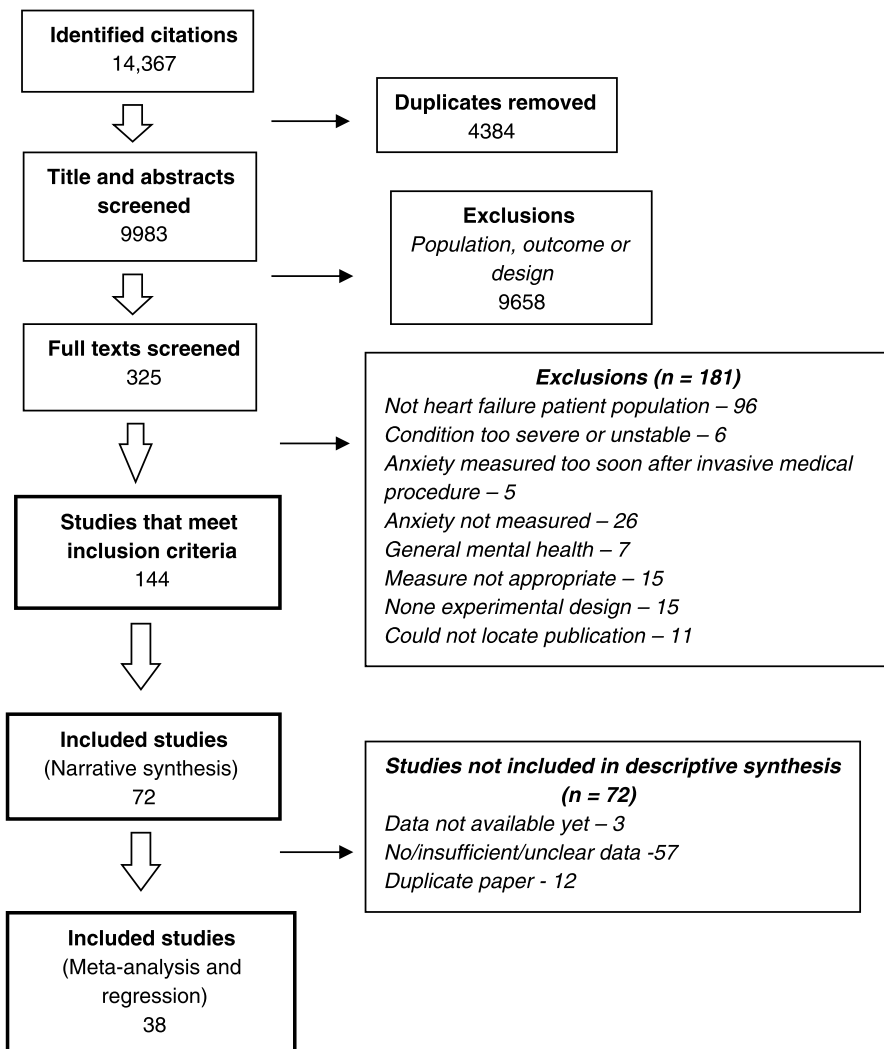 Identified citations
14,367
Duplicates removed
4384
Title and abstracts
screened
9983
Exclusions
Population, outcome or
design
9658
Full texts screened
325
Exclusions (n = 181)
Not heart failure patient population – 96
Condition too severe or unstable – 6
Anxiety measured too soon after invasive medical
procedure – 5
Anxiety not measured – 26
General mental health – 7
Measure not appropriate – 15
None experimental design – 15
Could not locate publication – 11
Studies that meet
inclusion criteria
144
Included studies
(Narrative synthesis)
72
Studies not included in descriptive synthesis
(n = 72)
Data not available yet – 3
No/insufficient/unclear data -57
Duplicate paper - 12
Included studies
(Meta-analysis and
regression)
38